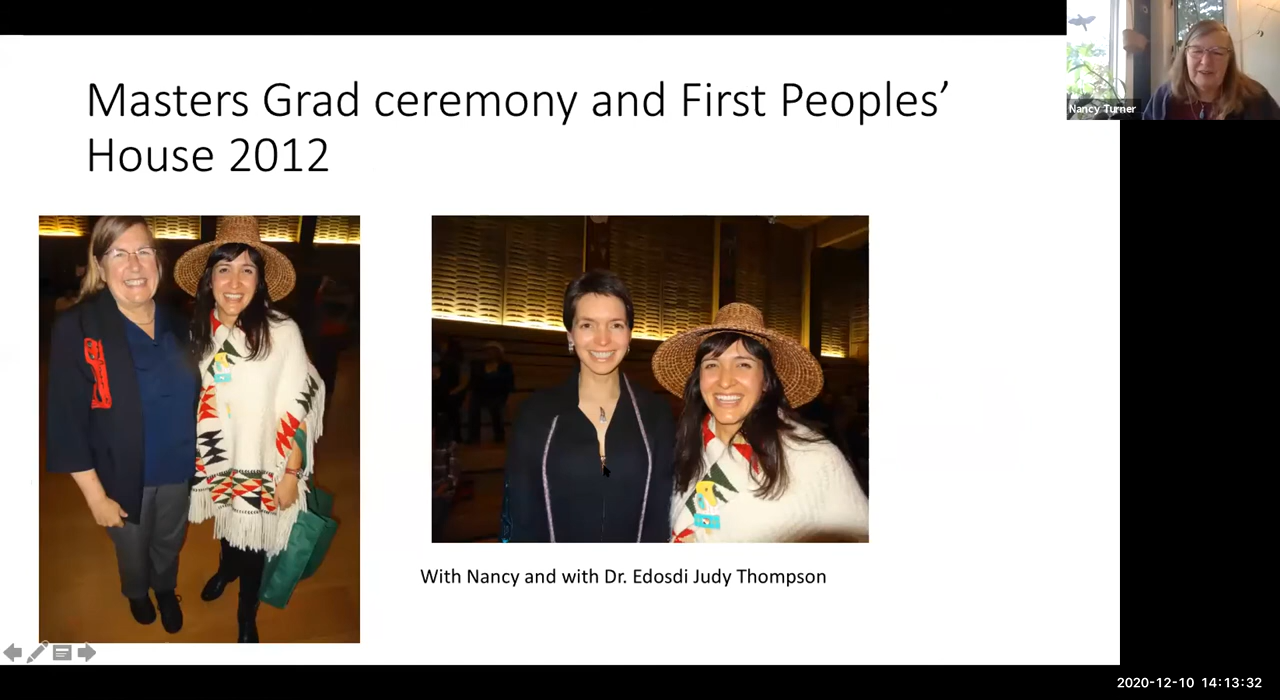 Masters Grad ceremony and First Peoples’
House 2012
Nancy Turner
With Nancy and with Dr. Edosdi Judy Thompson
2020-12-10 14:13:32